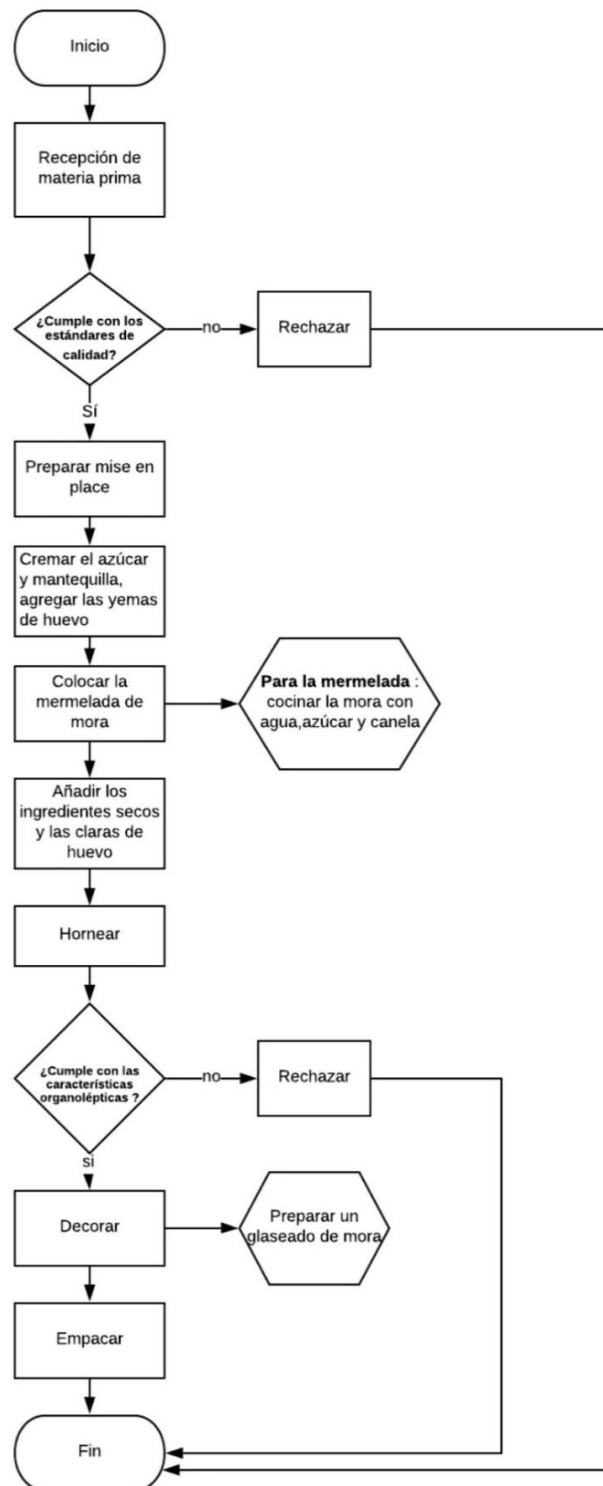 Inicio
Recepción de
materia prima
¿Cumple con los
estándares de
calidad?
no
Rechazar
Sí
Preparar mise en
place
Cremar el azúcar
y mantequilla,
agregar las yemas
de huevo
Colocar la
mermelada de
mora
Para la mermelada :
cocinar la mora con
agua,azúcar y canela
Añadir los
ingredientes secos
y las claras de
huevo
Hornear
¿Cumple con las
características
organolépticas ?
no
Rechazar
si
Decorar
Preparar un
glaseado de mora
Empacar
Fin